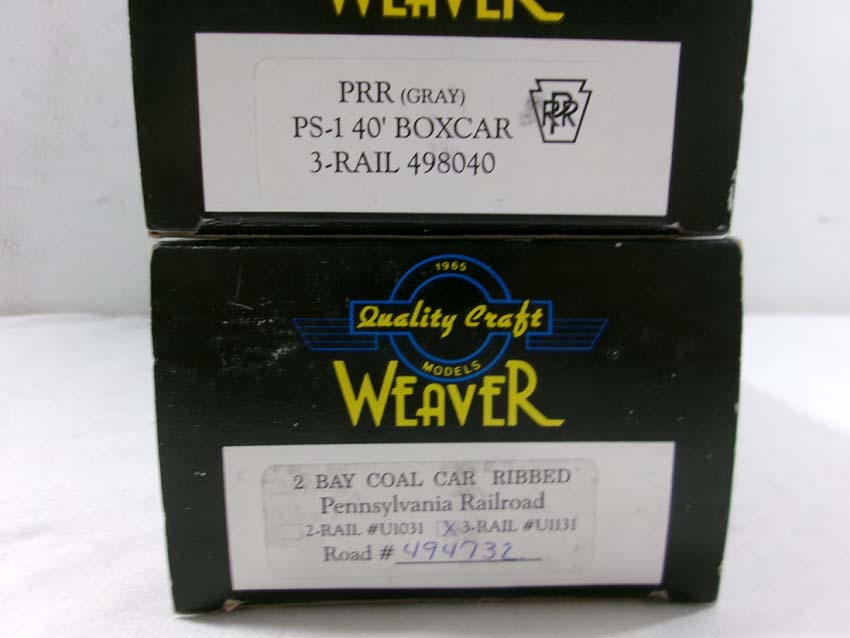 WEAVER
PRR (GRAY)
PS-1 40' BOXCAR
3-RAIL 498040
PRR
1965
Quality Craft
MODELS
WEAVER
2 BAY COAL CAR RIBBED
Pennsylvania Railroad
2-RAIL #U1031 X 3-RAIL #U1131
Road # 494732